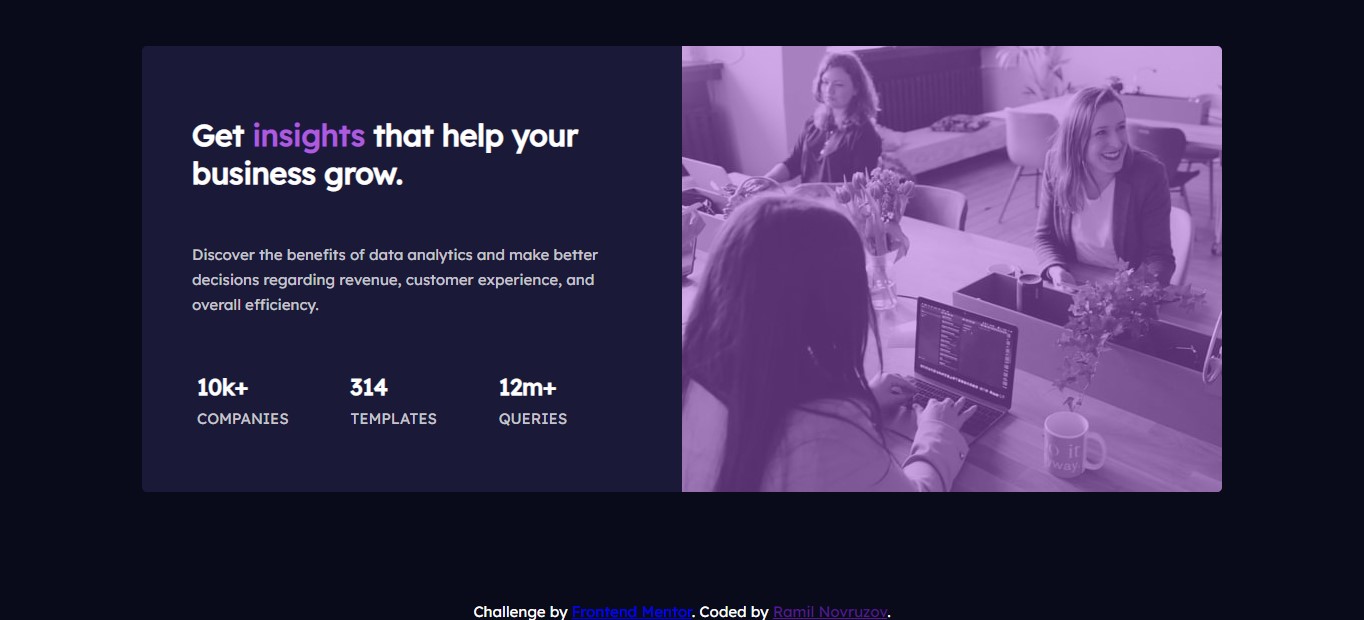 Get insights that help your
business grow.
Discover the benefits of data analytics and make better
decisions regarding revenue, customer experience, and
overall efficiency.
10k+ 314 12m+
COMPANIES TEMPLATES QUERIES
Challenge by Frontend Mentor. Coded by Ramil Novruzov.